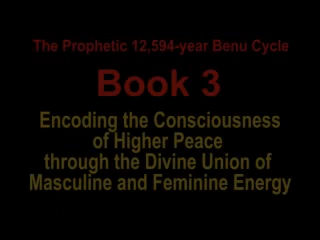 The Prophetic 12,594-year Benu Cycle
Book 3
Encoding the Consciousness
of Higher Peace
through the Divine Union of
Masculine and Feminine Energy